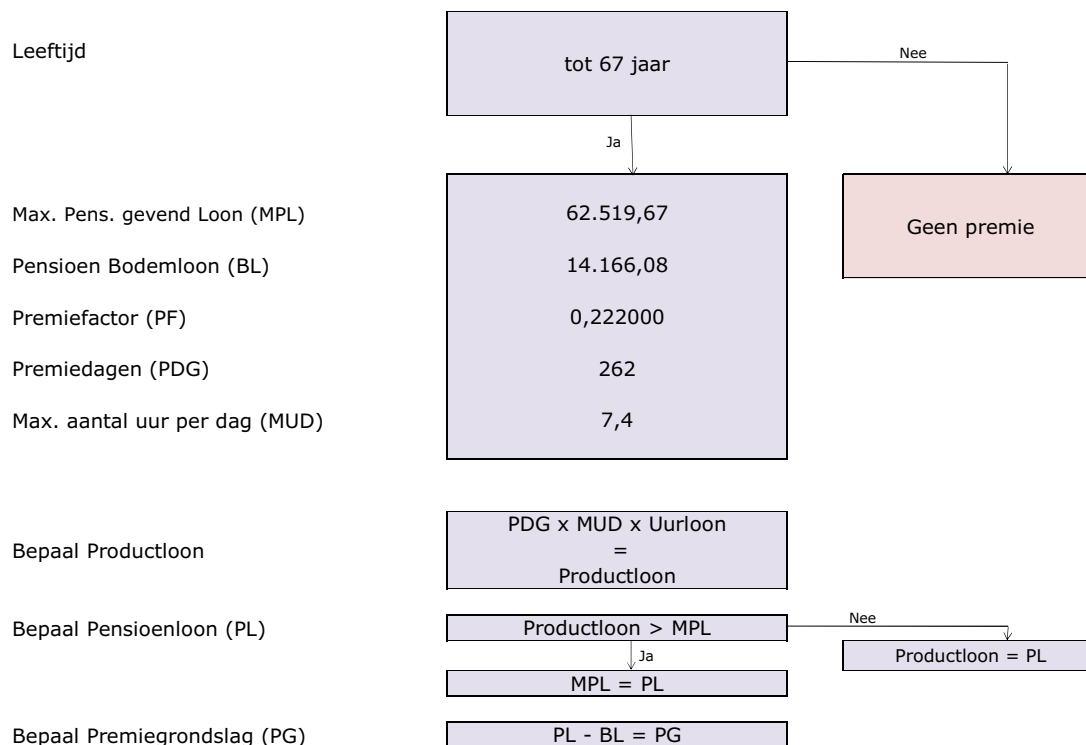 Leeftijd
tot 67 jaar
Nee
Ja
Max. Pens. gevend Loon (MPL)
62.519,67
Geen premie
Pensioen Bodemloon (BL)
14.166,08
Premiefactor (PF)
0,222000
Premiedagen (PDG)
262
Max. aantal uur per dag (MUD)
7,4
Bepaal Productloon
PDG x MUD x Uurloon
=
Productloon
Bepaal Pensioenloon (PL)
Productloon > MPL
Nee
Productloon = PL
Ja
MPL = PL
Bepaal Premiegrondslag (PG)
PL - BL = PG